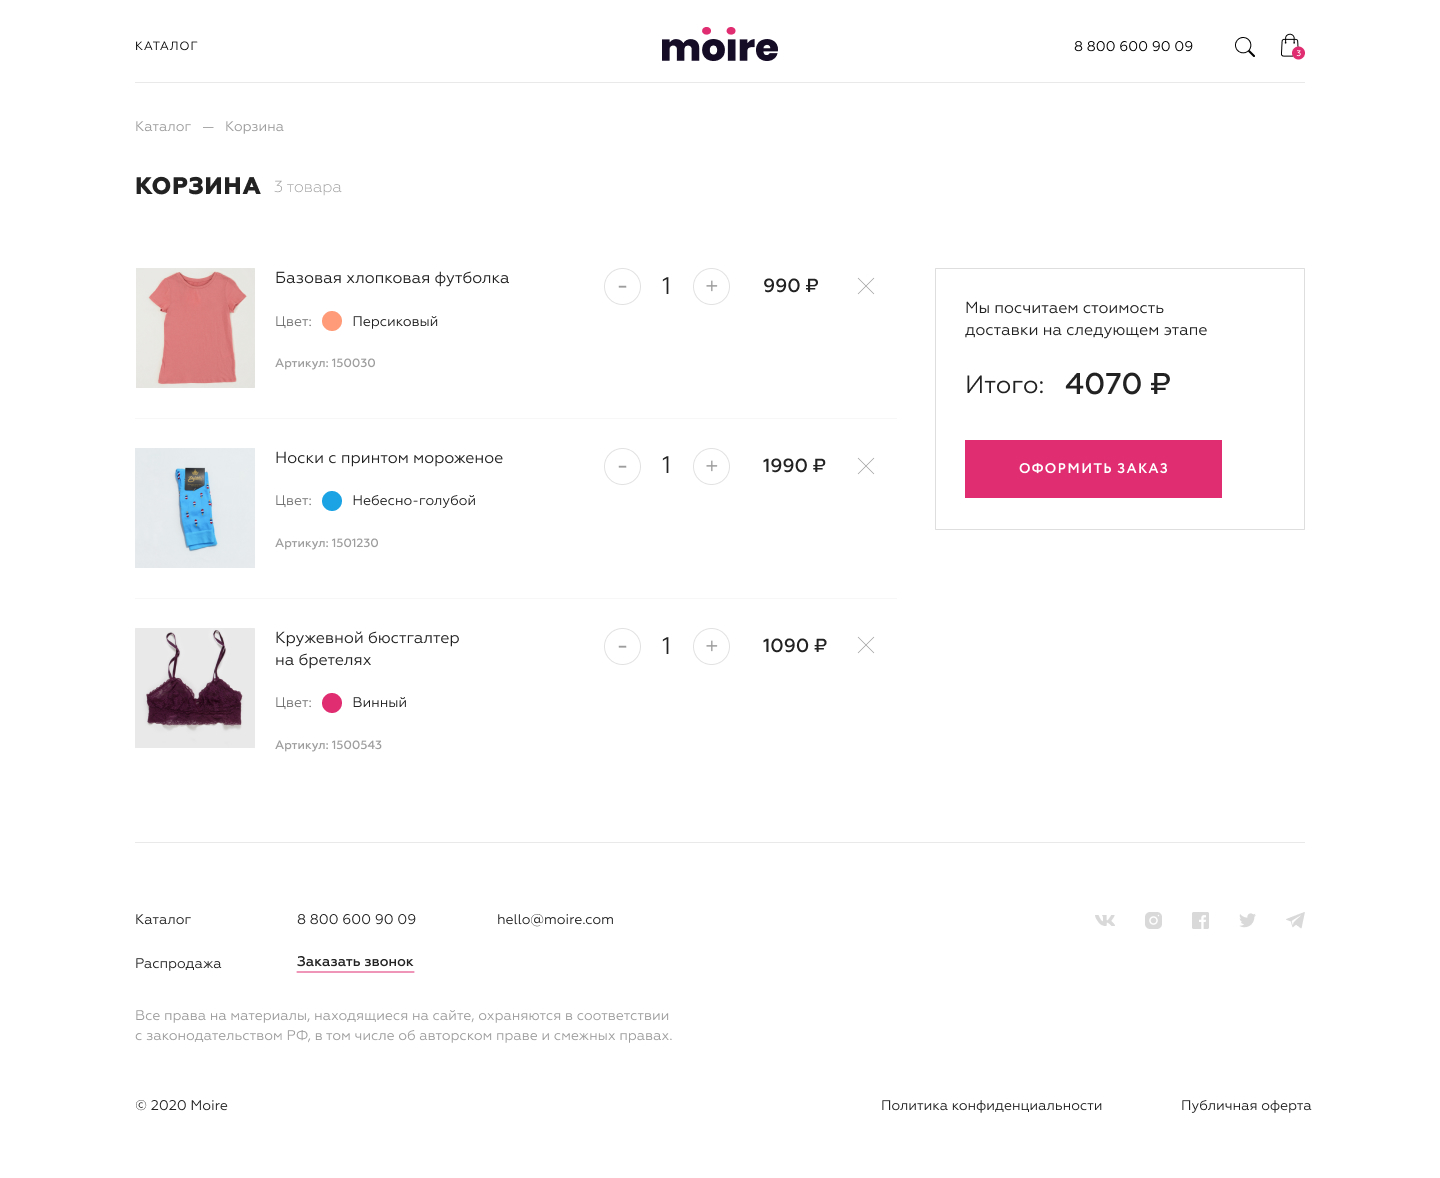 КАТАЛОГ
moire
8 800 600 90 09
3
Каталог — Корзина
КОРЗИНА 3 товара
Базовая хлопковая футболка
- 1 + 990 ₽
Цвет: Персиковый
Артикул: 150030
Мы посчитаем стоимость
доставки на следующем этапе
Итого: 4070 ₽
ОФОРМИТЬ ЗАКАЗ
Носки с принтом мороженое
- 1 + 1990 ₽
Цвет: Небесно-голубой
Артикул: 1501230
Кружевной бюстгалтер
на бретелях
- 1 + 1090 ₽
Цвет: Винный
Артикул: 1500543
Каталог
8 800 600 90 09
hello@moire.com
Распродажа
Заказать звонок
Все права на материалы, находящиеся на сайте, охраняются в соответствии
с законодательством РФ, в том числе об авторском праве и смежных правах.
© 2020 Moire
Политика конфиденциальности
Публичная оферта